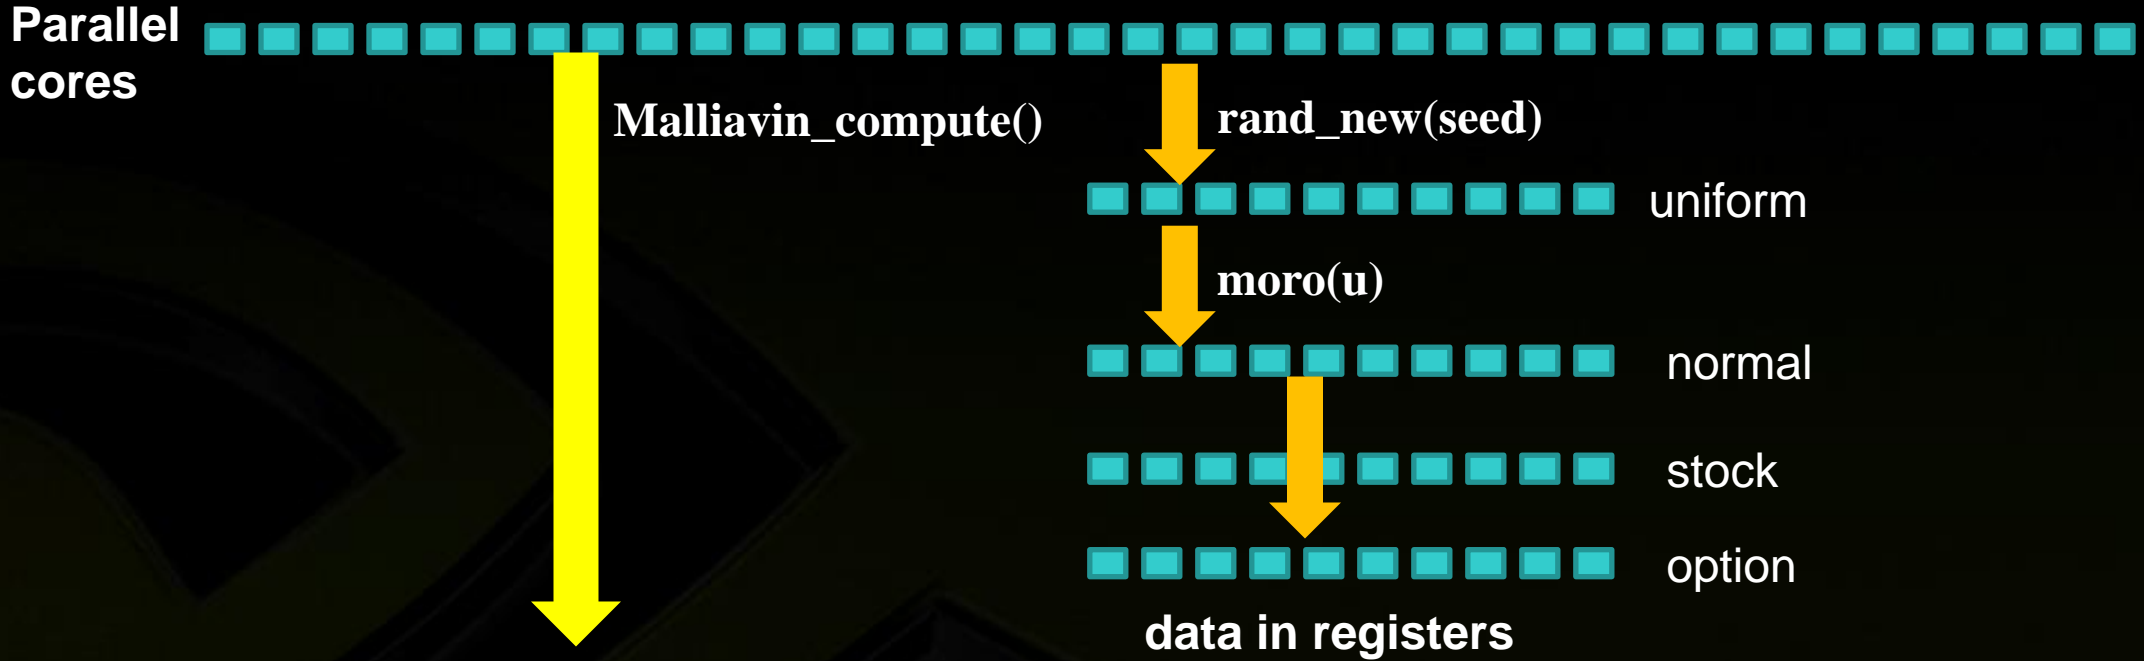 Parallel
cores
Malliavin_compute()
rand_new(seed)
uniform
moro(u)
normal
stock
option
data in registers